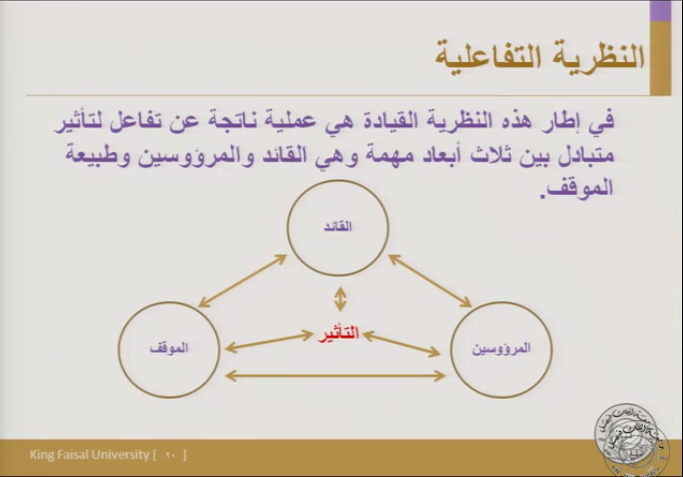 النظرية التفاعلية
في إطار هذه النظرية القيادة هي عملية ناتجة عن تفاعل لتأثير
متبادل بين ثلاث أبعاد مهمة وهي القائد والمرؤوسين وطبيعة
الموقف.
القائد
التأثير
المرؤوسين
الموقف
King Faisal University [ ٢٠ ]